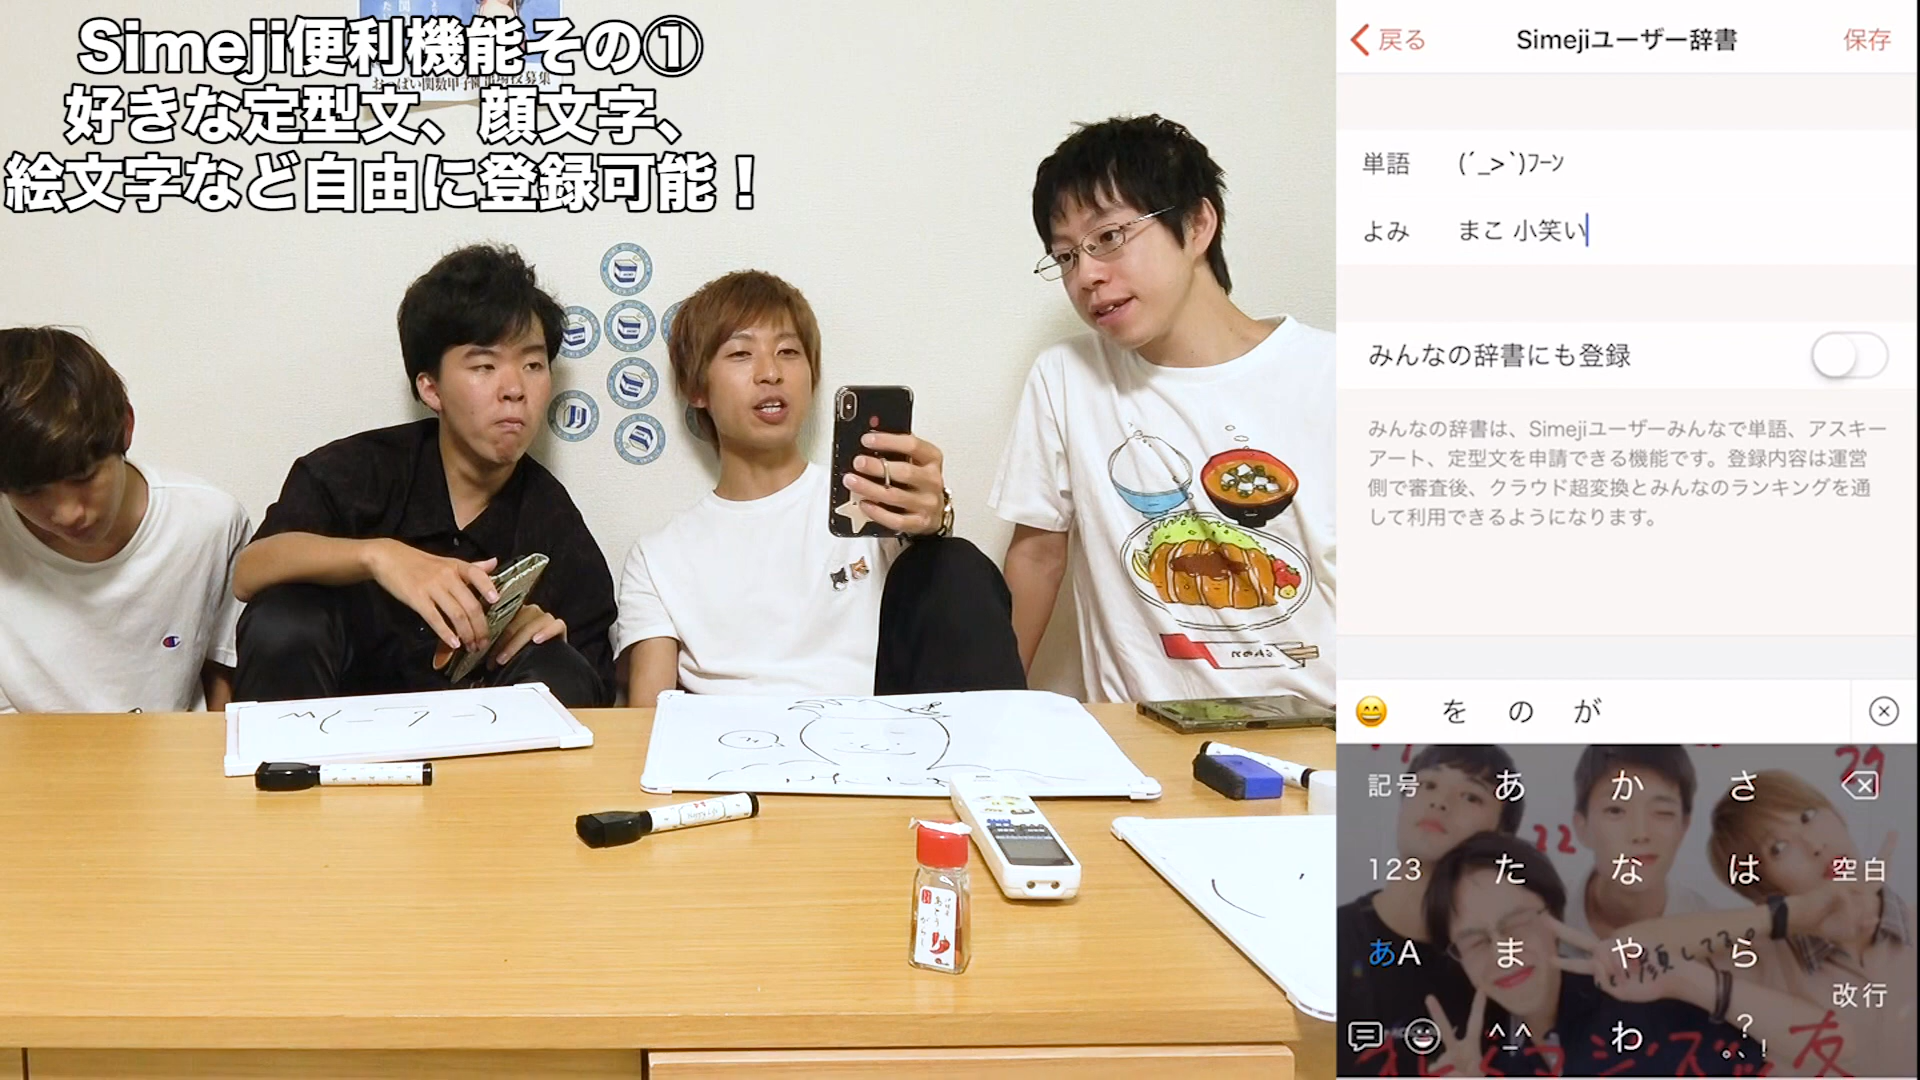 Simeji便利機能その①
好きな定型文、顔文字、
絵文字など自由に登録可能！
戻る
Simejiユーザー辞書
保存
単語
(´_>`)ﾌｰﾝ
よみ
まこ 小笑い
みんなの辞書にも登録
みんなの辞書は、Simejiユーザーみんなで単語、アスキー
アート、定型文を申請できる機能です。登録内容は運営
側で審査後、クラウド超変換とみんなのランキングを通
して利用できるようになります。
😄 を の が
記号 あ か さ
123 た な は 空白
あA ま や ら
改行
^_^ わ 、。?!
29
22